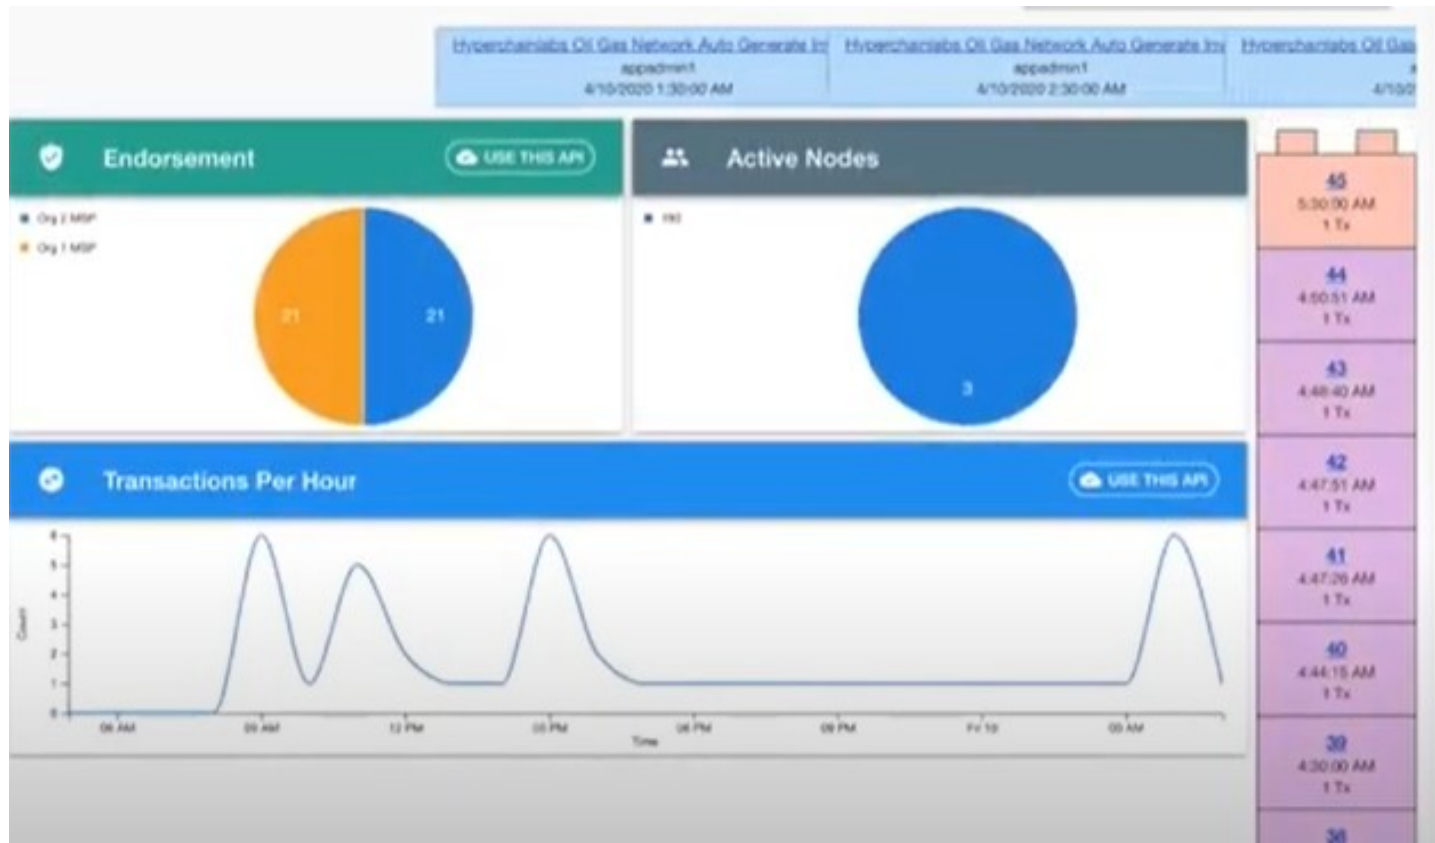 Hyperchainlabs Oil Gas Network Auto Generate Inv
appadmin1
4/10/2020 1:30:00 AM
Hyperchainlabs Oil Gas Network Auto Generate Inv
appadmin1
4/10/2020 2:30:00 AM
Hyperchainlabs Oil Gas
a
4/10/2
Endorsement
USE THIS API
Org 2 MSP
Org 1 MSP
21
21
Active Nodes
3
Transactions Per Hour
USE THIS API
Count
6
5
4
3
2
1
0
06 AM
09 AM
12 PM
03 PM
06 PM
09 PM
Fri 10
03 AM
Time
45
5:30:00 AM
1 Tx
44
4:50:51 AM
1 Tx
43
4:48:40 AM
1 Tx
42
4:47:51 AM
1 Tx
41
4:47:26 AM
1 Tx
40
4:44:15 AM
1 Tx
39
4:30:00 AM
1 Tx
38